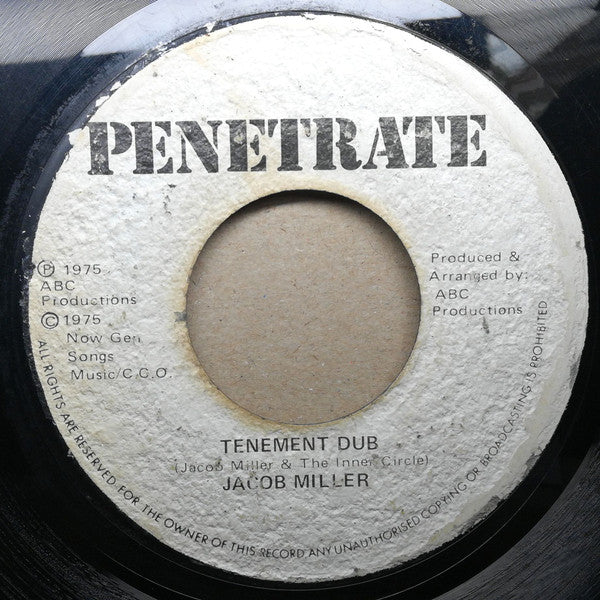 PENETRATE
Ⓟ 1975
ABC
Productions
© 1975
Now Gen
Songs
Music/C.C.O.
Produced &
Arranged by:
ABC
Productions
TENEMENT DUB
(Jacob Miller & The Inner Circle)
JACOB MILLER
ALL RIGHTS ARE RESERVED FOR THE OWNER OF THIS RECORD ANY UNAUTHORISED COPYING OR BROADCASTING IS PROHIBITED